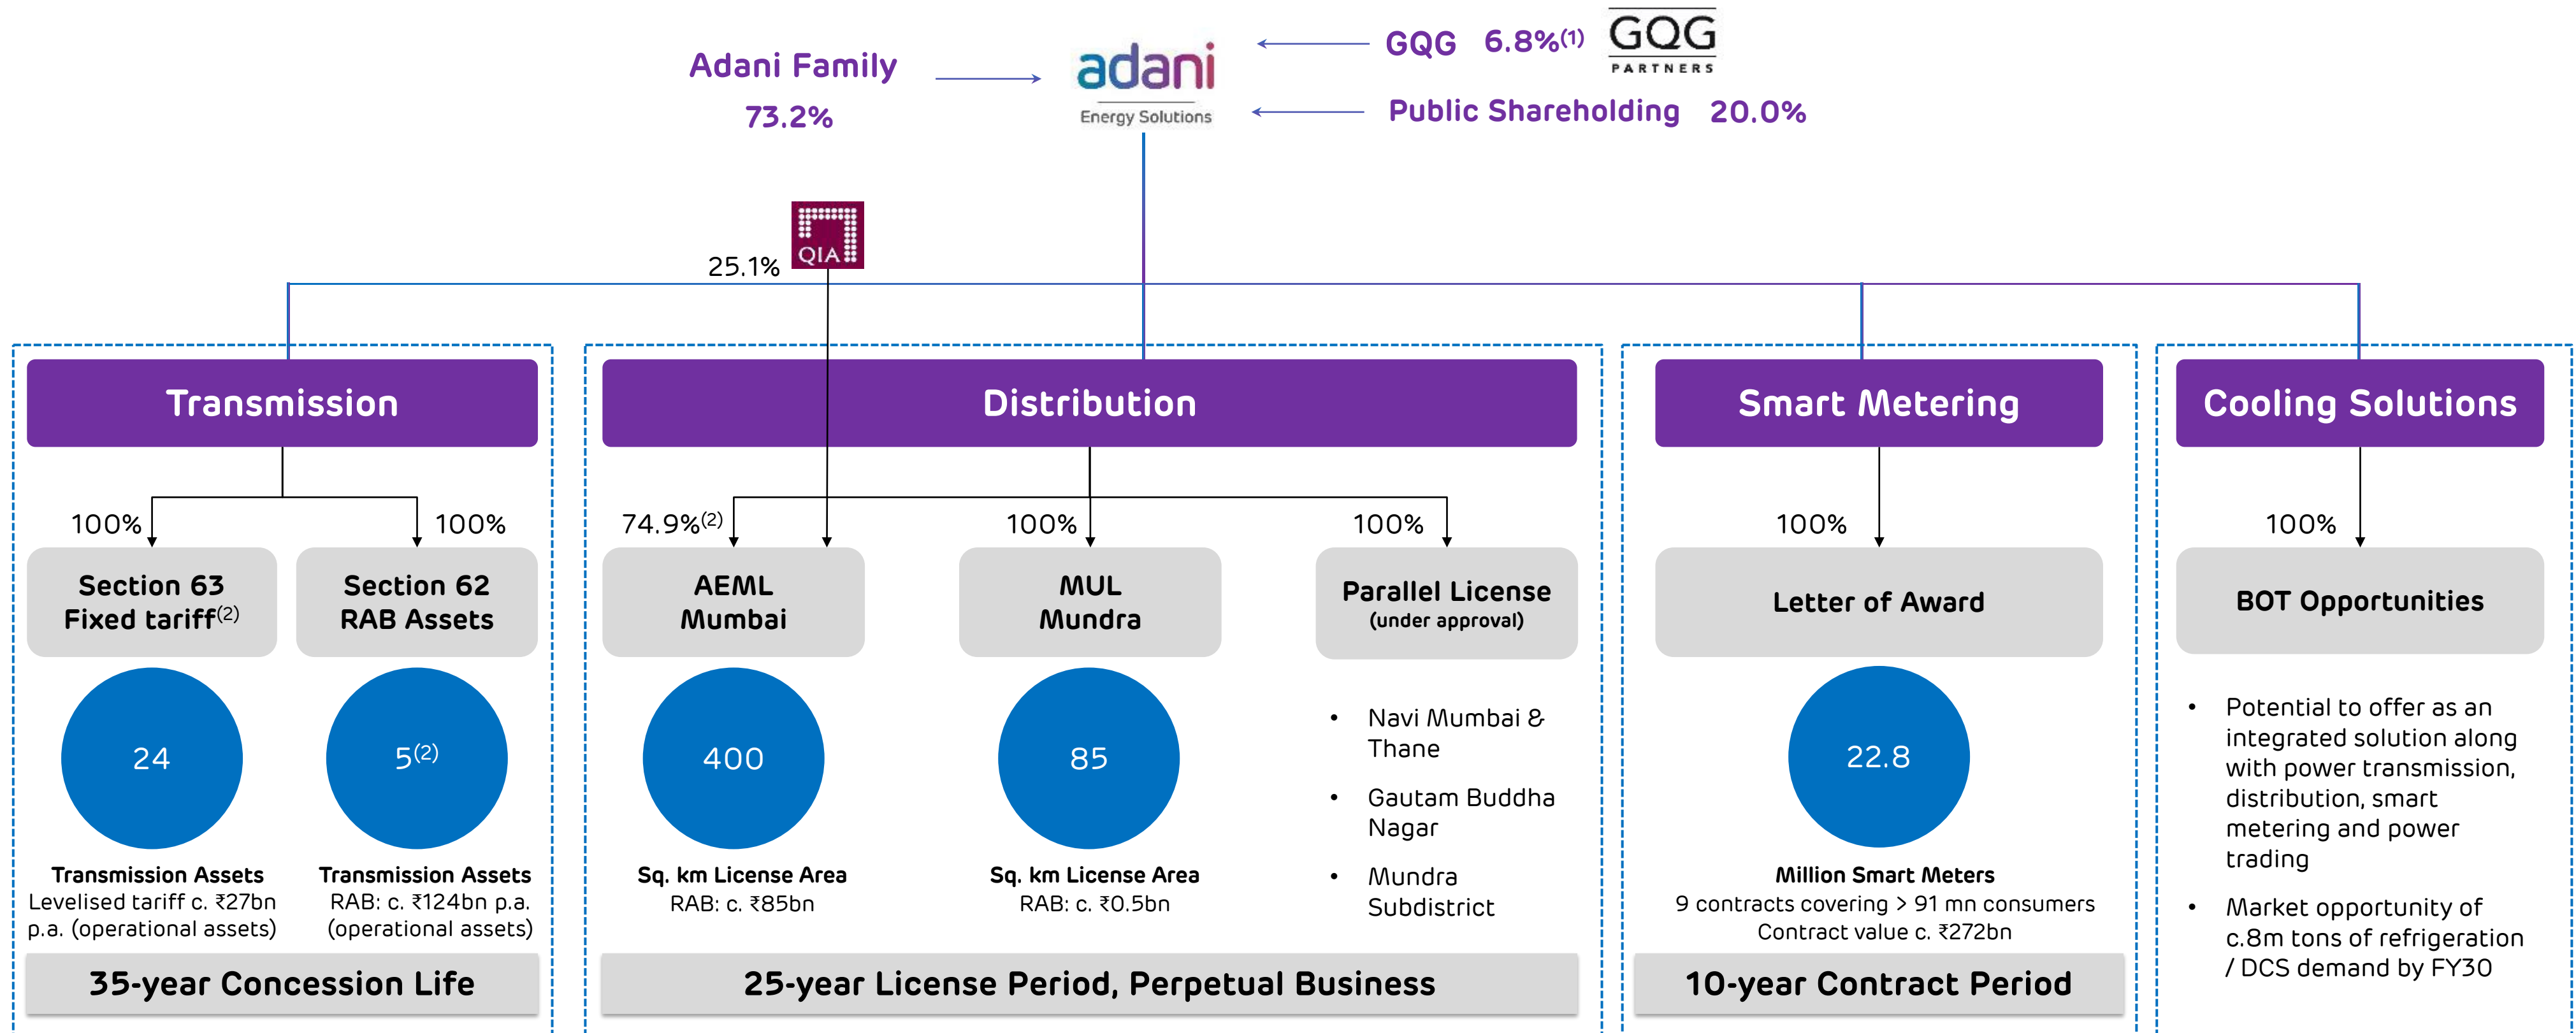 Adani Family
73.2%
adani
Energy Solutions
GQG 6.8%(1)
GQG
PARTNERS
Public Shareholding 20.0%
25.1%
QIA
Transmission
100%
100%
Section 63
Fixed tariff(2)
Section 62
RAB Assets
24
5(2)
Transmission Assets
Levelised tariff c. ₹27bn
p.a. (operational assets)
Transmission Assets
RAB: c. ₹124bn p.a.
(operational assets)
35-year Concession Life
Distribution
74.9%(2)
100%
100%
AEML
Mumbai
MUL
Mundra
Parallel License
(under approval)
400
85
Sq. km License Area
RAB: c. ₹85bn
Sq. km License Area
RAB: c. ₹0.5bn
• Navi Mumbai &
Thane
• Gautam Buddha
Nagar
• Mundra
Subdistrict
25-year License Period, Perpetual Business
Smart Metering
100%
Letter of Award
22.8
Million Smart Meters
9 contracts covering > 91 mn consumers
Contract value c. ₹272bn
10-year Contract Period
Cooling Solutions
100%
BOT Opportunities
• Potential to offer as an
integrated solution along
with power transmission,
distribution, smart
metering and power
trading
• Market opportunity of
c.8m tons of refrigeration
/ DCS demand by FY30